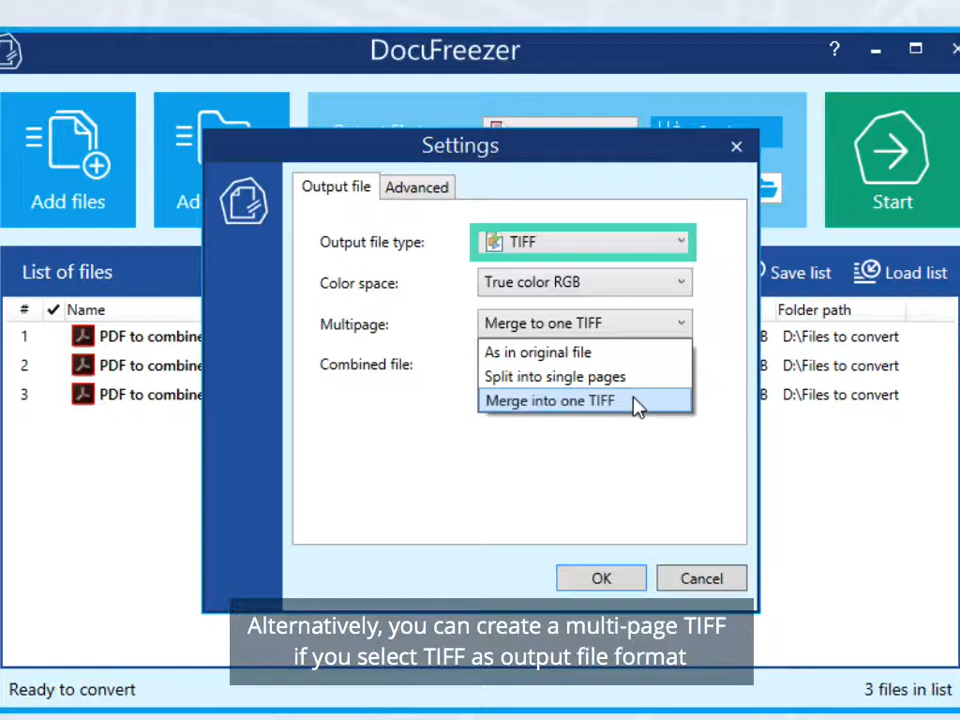 DocuFreezer
?
Add files
Ad
Start
Settings
Output file
Advanced
Output file type:
TIFF
Color space:
True color RGB
Multipage:
Merge to one TIFF
As in original file
Split into single pages
Merge into one TIFF
Combined file:
OK
Cancel
List of files
Save list
Load list
# Name Folder path
1 PDF to combine B D:\Files to convert
2 PDF to combine B D:\Files to convert
3 PDF to combine B D:\Files to convert
Alternatively, you can create a multi-page TIFF
if you select TIFF as output file format
Ready to convert
3 files in list